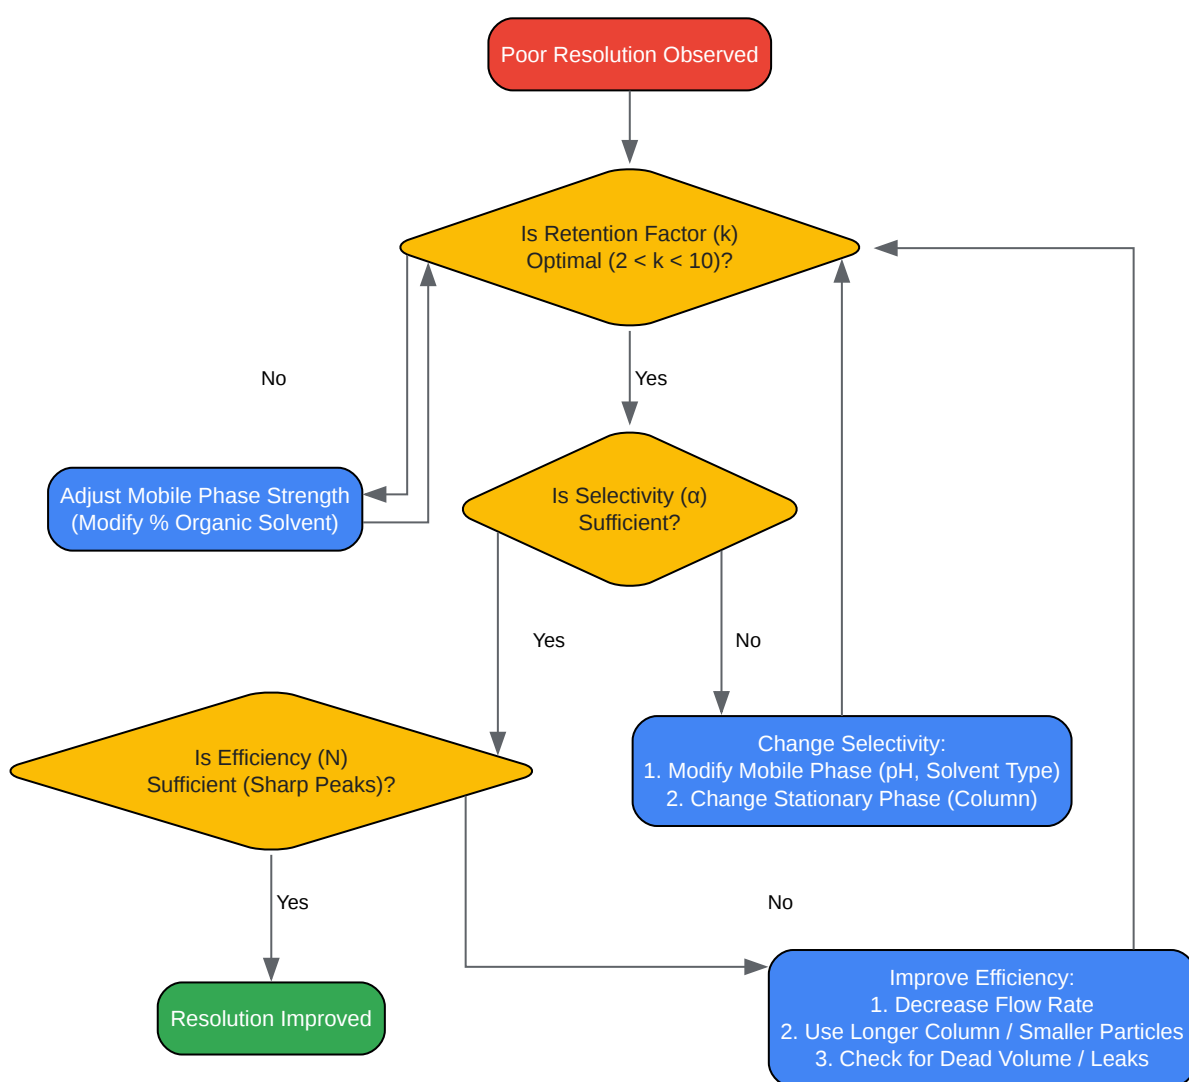 Poor Resolution Observed
Is Retention Factor (k)
Optimal (2 < k < 10)?
No
Yes
Adjust Mobile Phase Strength
(Modify % Organic Solvent)
Is Selectivity (α)
Sufficient?
Yes
No
Is Efficiency (N)
Sufficient (Sharp Peaks)?
Change Selectivity:
1. Modify Mobile Phase (pH, Solvent Type)
2. Change Stationary Phase (Column)
Yes
No
Resolution Improved
Improve Efficiency:
1. Decrease Flow Rate
2. Use Longer Column / Smaller Particles
3. Check for Dead Volume / Leaks